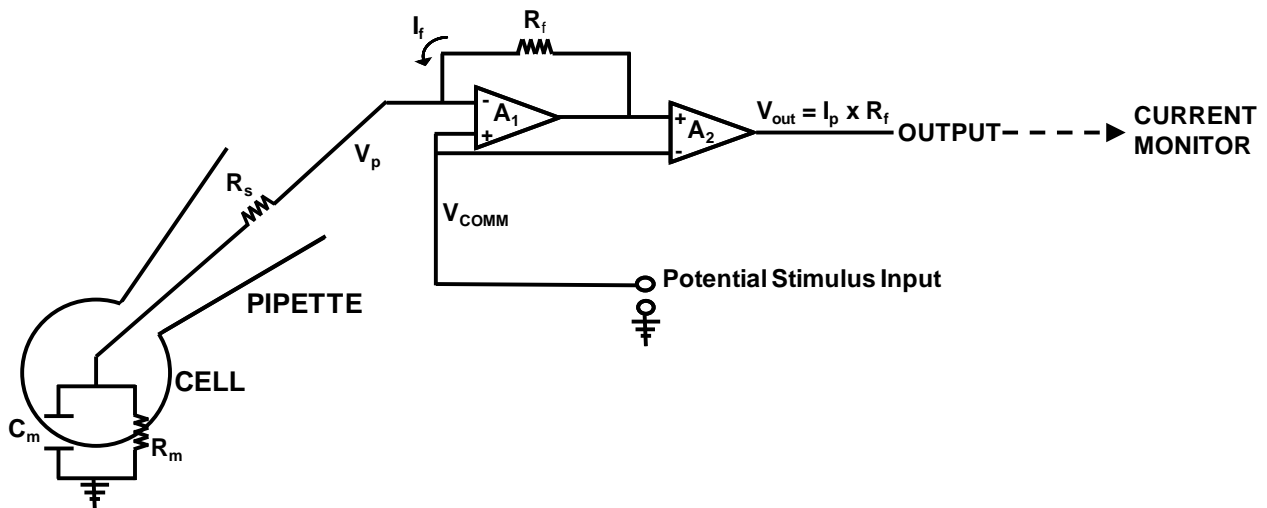 I_f
R_f
-
A_1
+
+
A_2
-
V_out = I_p x R_f
OUTPUT
CURRENT
MONITOR
V_p
R_s
V_COMM
Potential Stimulus Input
PIPETTE
CELL
C_m
R_m